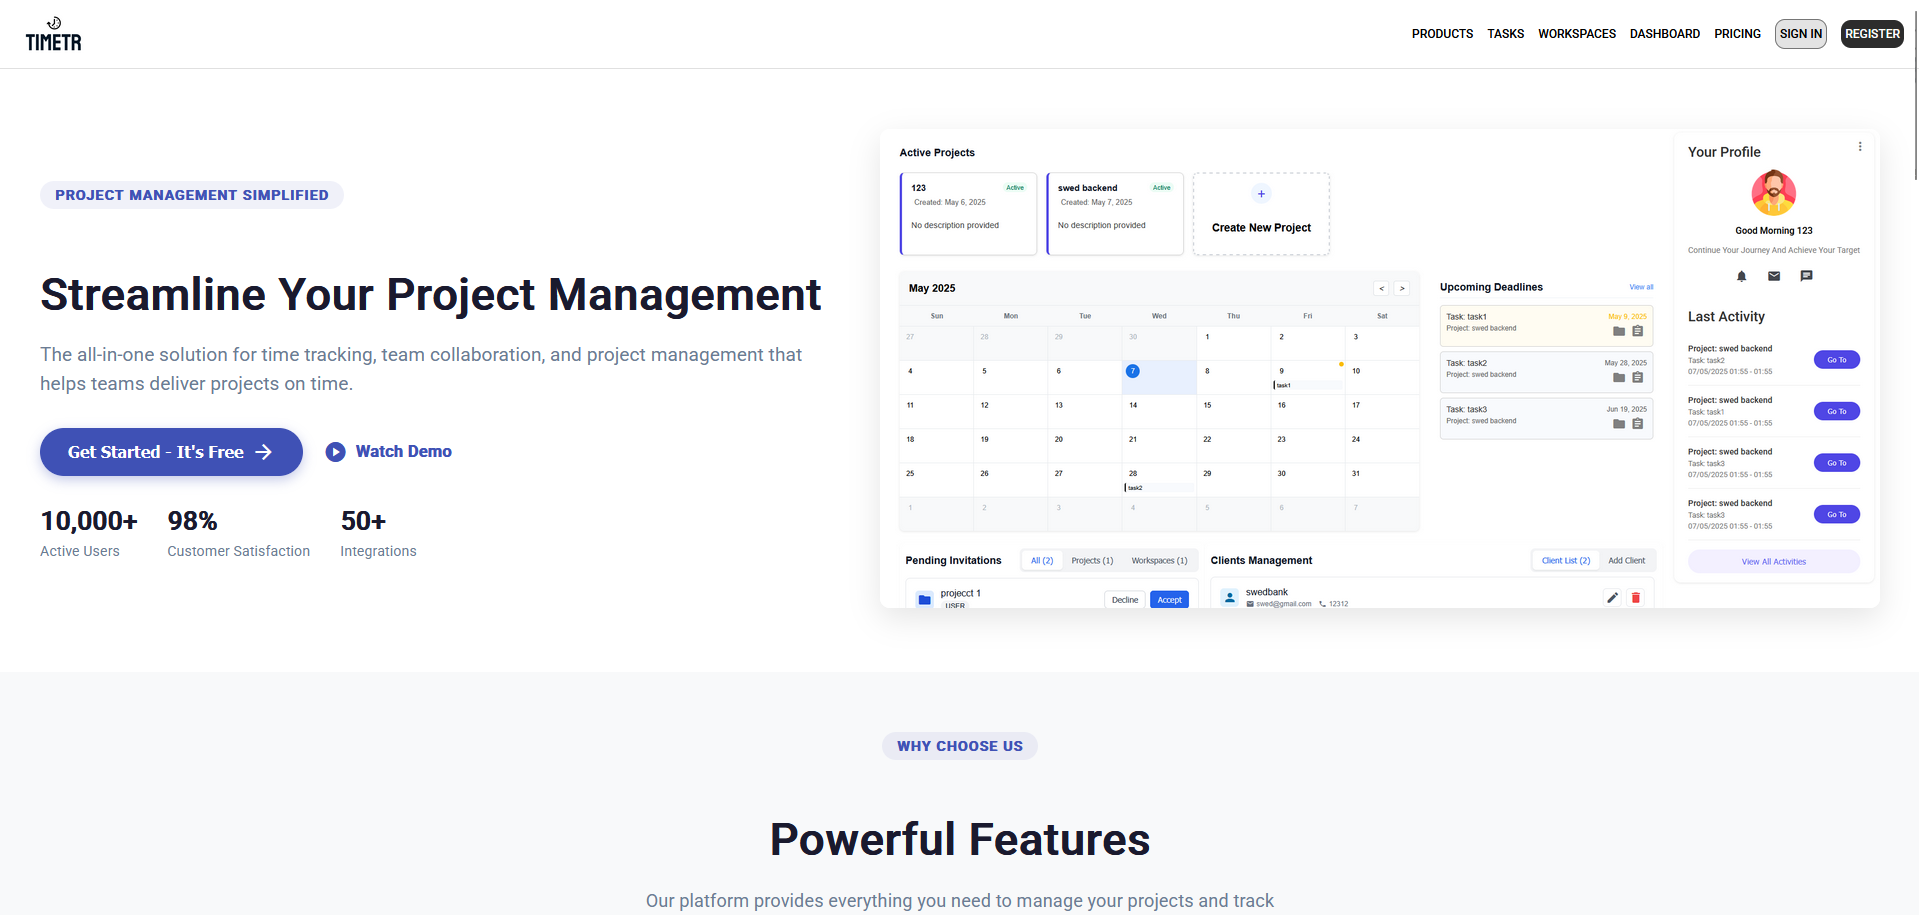 TIMETR
PRODUCTS TASKS WORKSPACES DASHBOARD PRICING SIGN IN REGISTER
PROJECT MANAGEMENT SIMPLIFIED
Streamline Your Project Management
The all-in-one solution for time tracking, team collaboration, and project management that
helps teams deliver projects on time.
Get Started - It's Free
Watch Demo
10,000+ 98% 50+
Active Users Customer Satisfaction Integrations
Active Projects
123 Active
Created: May 6, 2025
No description provided
swed backend Active
Created: May 7, 2025
No description provided
+
Create New Project
May 2025 < >
Sun Mon Tue Wed Thu Fri Sat
27 28 29 30 1 2 3
4 5 6 7 8 9 10
task1
11 12 13 14 15 16 17
18 19 20 21 22 23 24
25 26 27 28 29 30 31
task2
1 2 3 4 5 6 7
Upcoming Deadlines View all
Task: task1 May 9, 2025
Project: swed backend
Task: task2 May 28, 2025
Project: swed backend
Task: task3 Jun 19, 2025
Project: swed backend
Pending Invitations All (2) Projects (1) Workspaces (1)
projecct 1
USER
Decline Accept
Clients Management Client List (2) Add Client
swedbank
swed@gmail.com 12312
Your Profile
Good Morning 123
Continue Your Journey And Achieve Your Target
Last Activity
Project: swed backend
Task: task2
07/05/2025 01:55 - 01:55
Go To
Project: swed backend
Task: task1
07/05/2025 01:55 - 01:55
Go To
Project: swed backend
Task: task3
07/05/2025 01:55 - 01:55
Go To
Project: swed backend
Task: task3
07/05/2025 01:55 - 01:55
Go To
View All Activities
WHY CHOOSE US
Powerful Features
Our platform provides everything you need to manage your projects and track